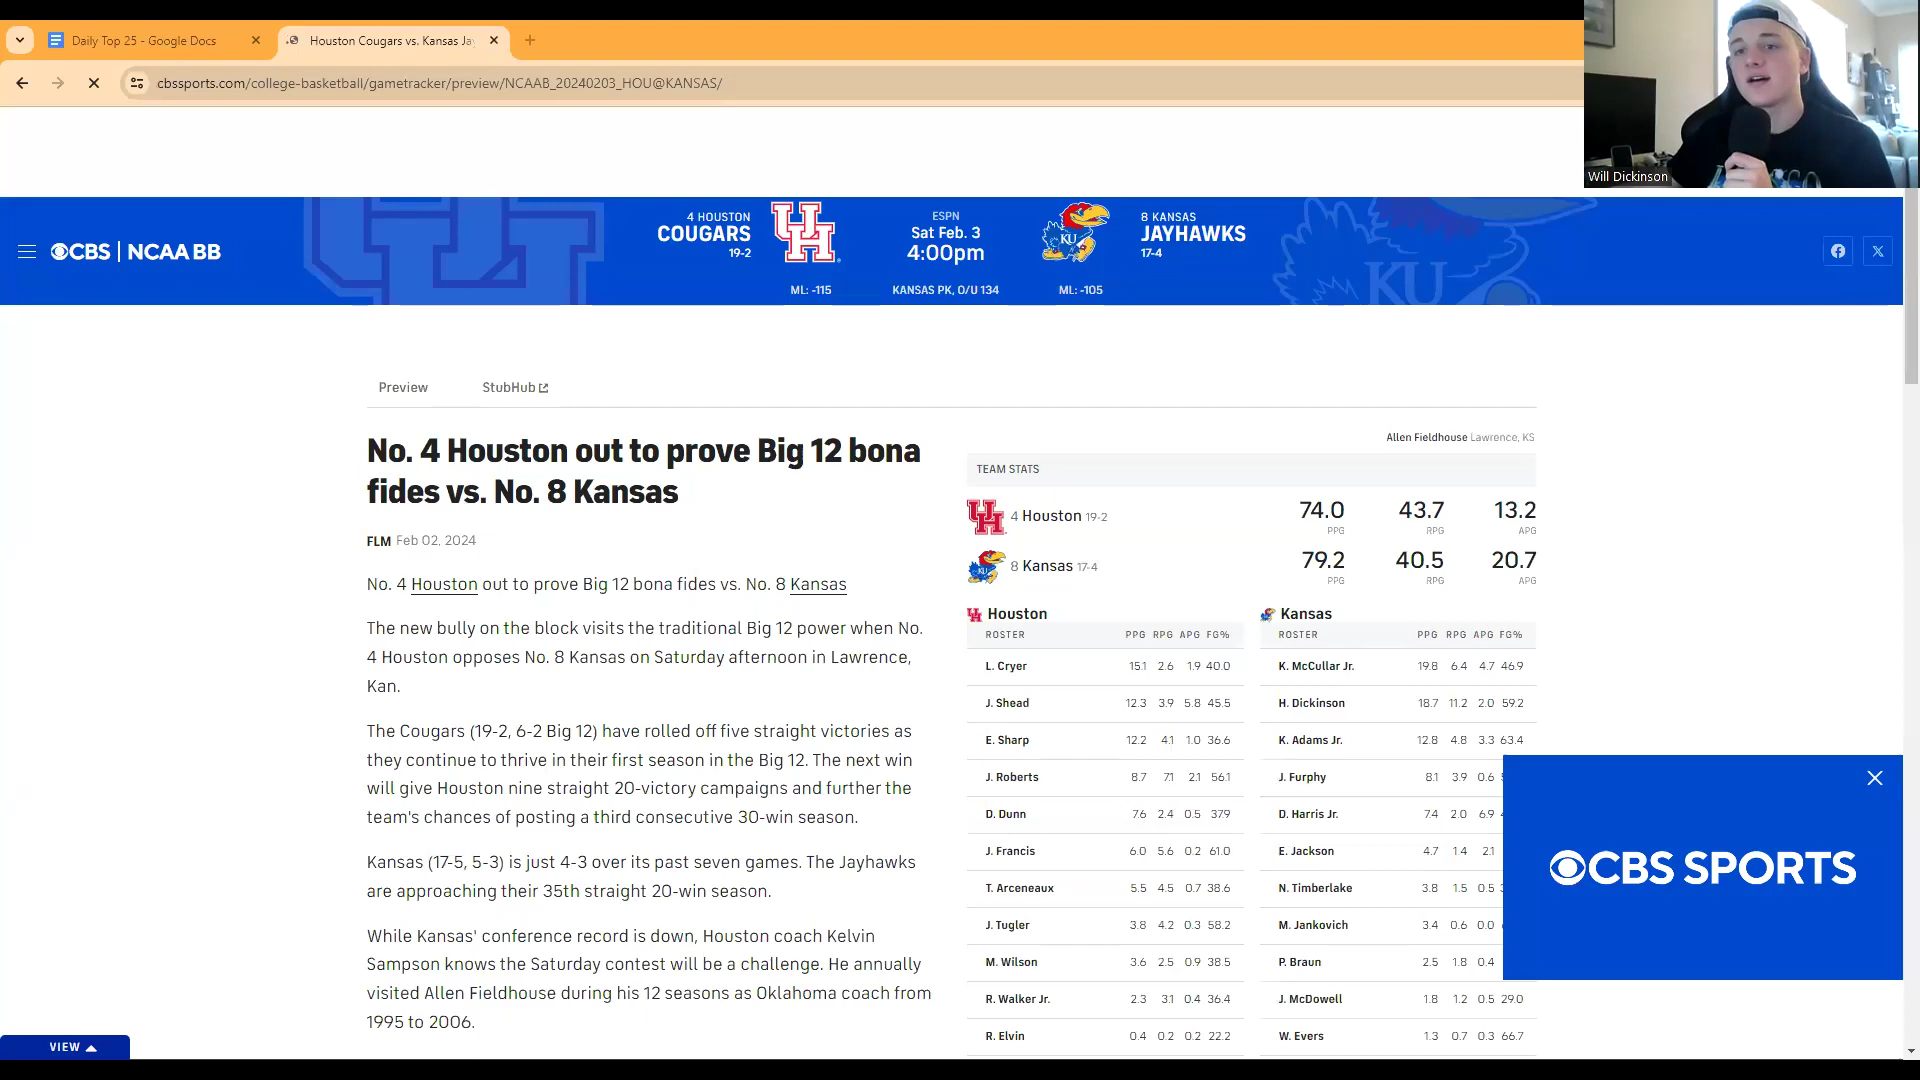 Daily Top 25 - Google Docs
Houston Cougars vs. Kansas Ja
cbssports.com/college-basketball/gametracker/preview/NCAAB_20240203_HOU@KANSAS/
Will Dickinson
CBS | NCAA BB
4 HOUSTON
COUGARS
19-2
ML: -115
ESPN
Sat Feb. 3
4:00pm
KANSAS PK, O/U 134
KU
8 KANSAS
JAYHAWKS
17-4
ML: -105
KU
Preview StubHub
No. 4 Houston out to prove Big 12 bona
fides vs. No. 8 Kansas
FLM Feb 02, 2024
No. 4 Houston out to prove Big 12 bona fides vs. No. 8 Kansas
The new bully on the block visits the traditional Big 12 power when No.
4 Houston opposes No. 8 Kansas on Saturday afternoon in Lawrence,
Kan.
The Cougars (19-2, 6-2 Big 12) have rolled off five straight victories as
they continue to thrive in their first season in the Big 12. The next win
will give Houston nine straight 20-victory campaigns and further the
team's chances of posting a third consecutive 30-win season.
Kansas (17-5, 5-3) is just 4-3 over its past seven games. The Jayhawks
are approaching their 35th straight 20-win season.
While Kansas' conference record is down, Houston coach Kelvin
Sampson knows the Saturday contest will be a challenge. He annually
visited Allen Fieldhouse during his 12 seasons as Oklahoma coach from
1995 to 2006.
VIEW
Allen Fieldhouse Lawrence, KS
TEAM STATS
4 Houston 19-2 74.0 43.7 13.2
PPG RPG APG
8 Kansas 17-4 79.2 40.5 20.7
PPG RPG APG
Houston
ROSTER PPG RPG APG FG%
L. Cryer 15.1 2.6 1.9 40.0
J. Shead 12.3 3.9 5.8 45.5
E. Sharp 12.2 4.1 1.0 36.6
J. Roberts 8.7 7.1 2.1 56.1
D. Dunn 7.6 2.4 0.5 37.9
J. Francis 6.0 5.6 0.2 61.0
T. Arceneaux 5.5 4.5 0.7 38.6
J. Tugler 3.8 4.2 0.3 58.2
M. Wilson 3.6 2.5 0.9 38.5
R. Walker Jr. 2.3 3.1 0.4 36.4
R. Elvin 0.4 0.2 0.2 22.2
Kansas
ROSTER PPG RPG APG FG%
K. McCullar Jr. 19.8 6.4 4.7 46.9
H. Dickinson 18.7 11.2 2.0 59.2
K. Adams Jr. 12.8 4.8 3.3 63.4
J. Furphy 8.1 3.9 0.6
D. Harris Jr. 7.4 2.0 6.9
E. Jackson 4.7 1.4 2.1
N. Timberlake 3.8 1.5 0.5
M. Jankovich 3.4 0.6 0.0
P. Braun 2.5 1.8 0.4
J. McDowell 1.8 1.2 0.5 29.0
W. Evers 1.3 0.7 0.3 66.7
CBS SPORTS